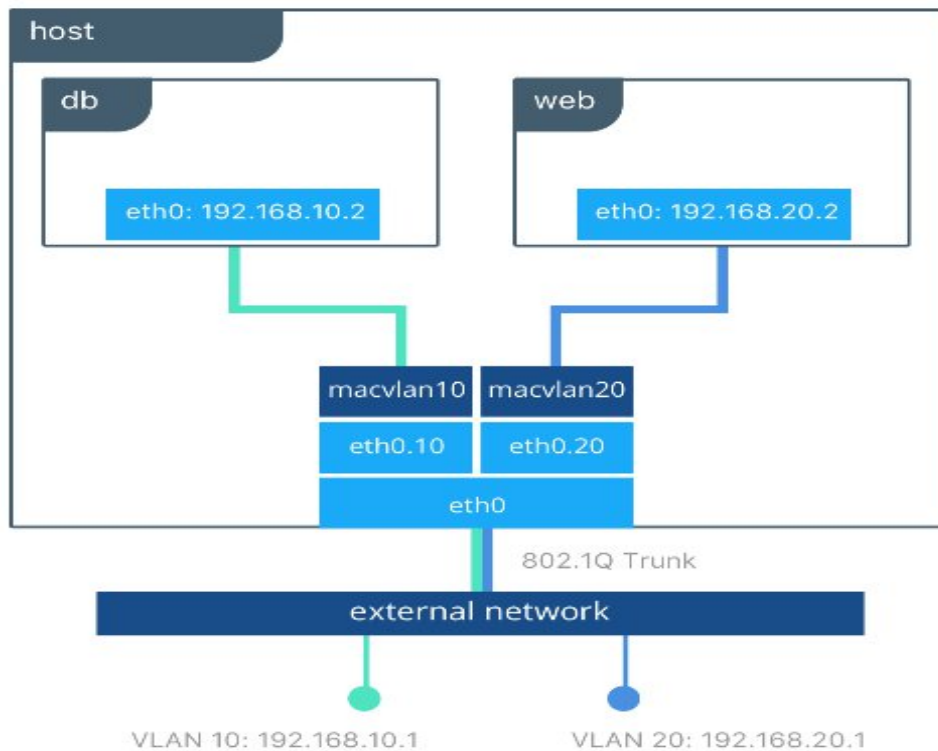 host
db
web
eth0: 192.168.10.2
eth0: 192.168.20.2
macvlan10
macvlan20
eth0.10
eth0.20
eth0
802.1Q Trunk
external network
VLAN 10: 192.168.10.1
VLAN 20: 192.168.20.1